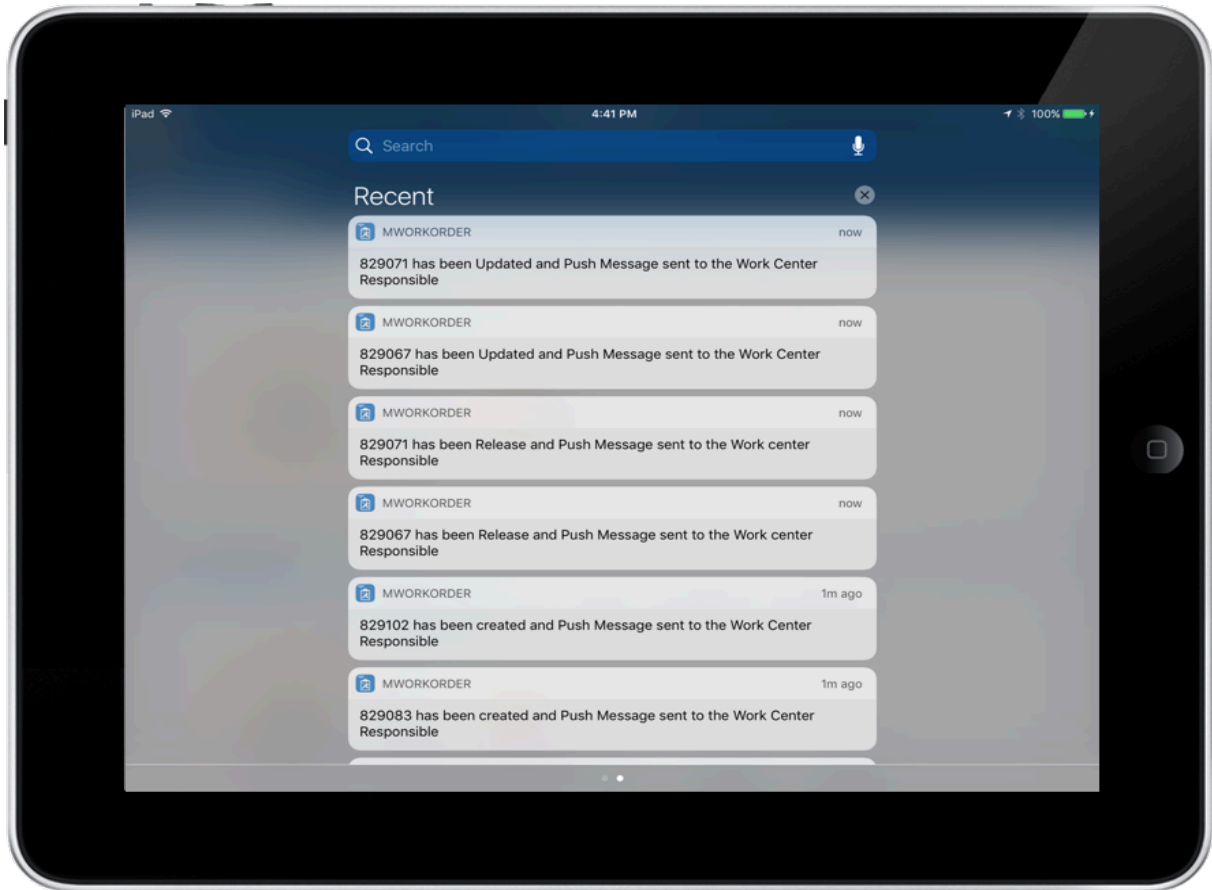 iPad
4:41 PM
100%
Search
Recent
MWORKORDER
now
829071 has been Updated and Push Message sent to the Work Center
Responsible
MWORKORDER
now
829067 has been Updated and Push Message sent to the Work Center
Responsible
MWORKORDER
now
829071 has been Release and Push Message sent to the Work center
Responsible
MWORKORDER
now
829067 has been Release and Push Message sent to the Work center
Responsible
MWORKORDER
1m ago
829102 has been created and Push Message sent to the Work Center
Responsible
MWORKORDER
1m ago
829083 has been created and Push Message sent to the Work Center
Responsible